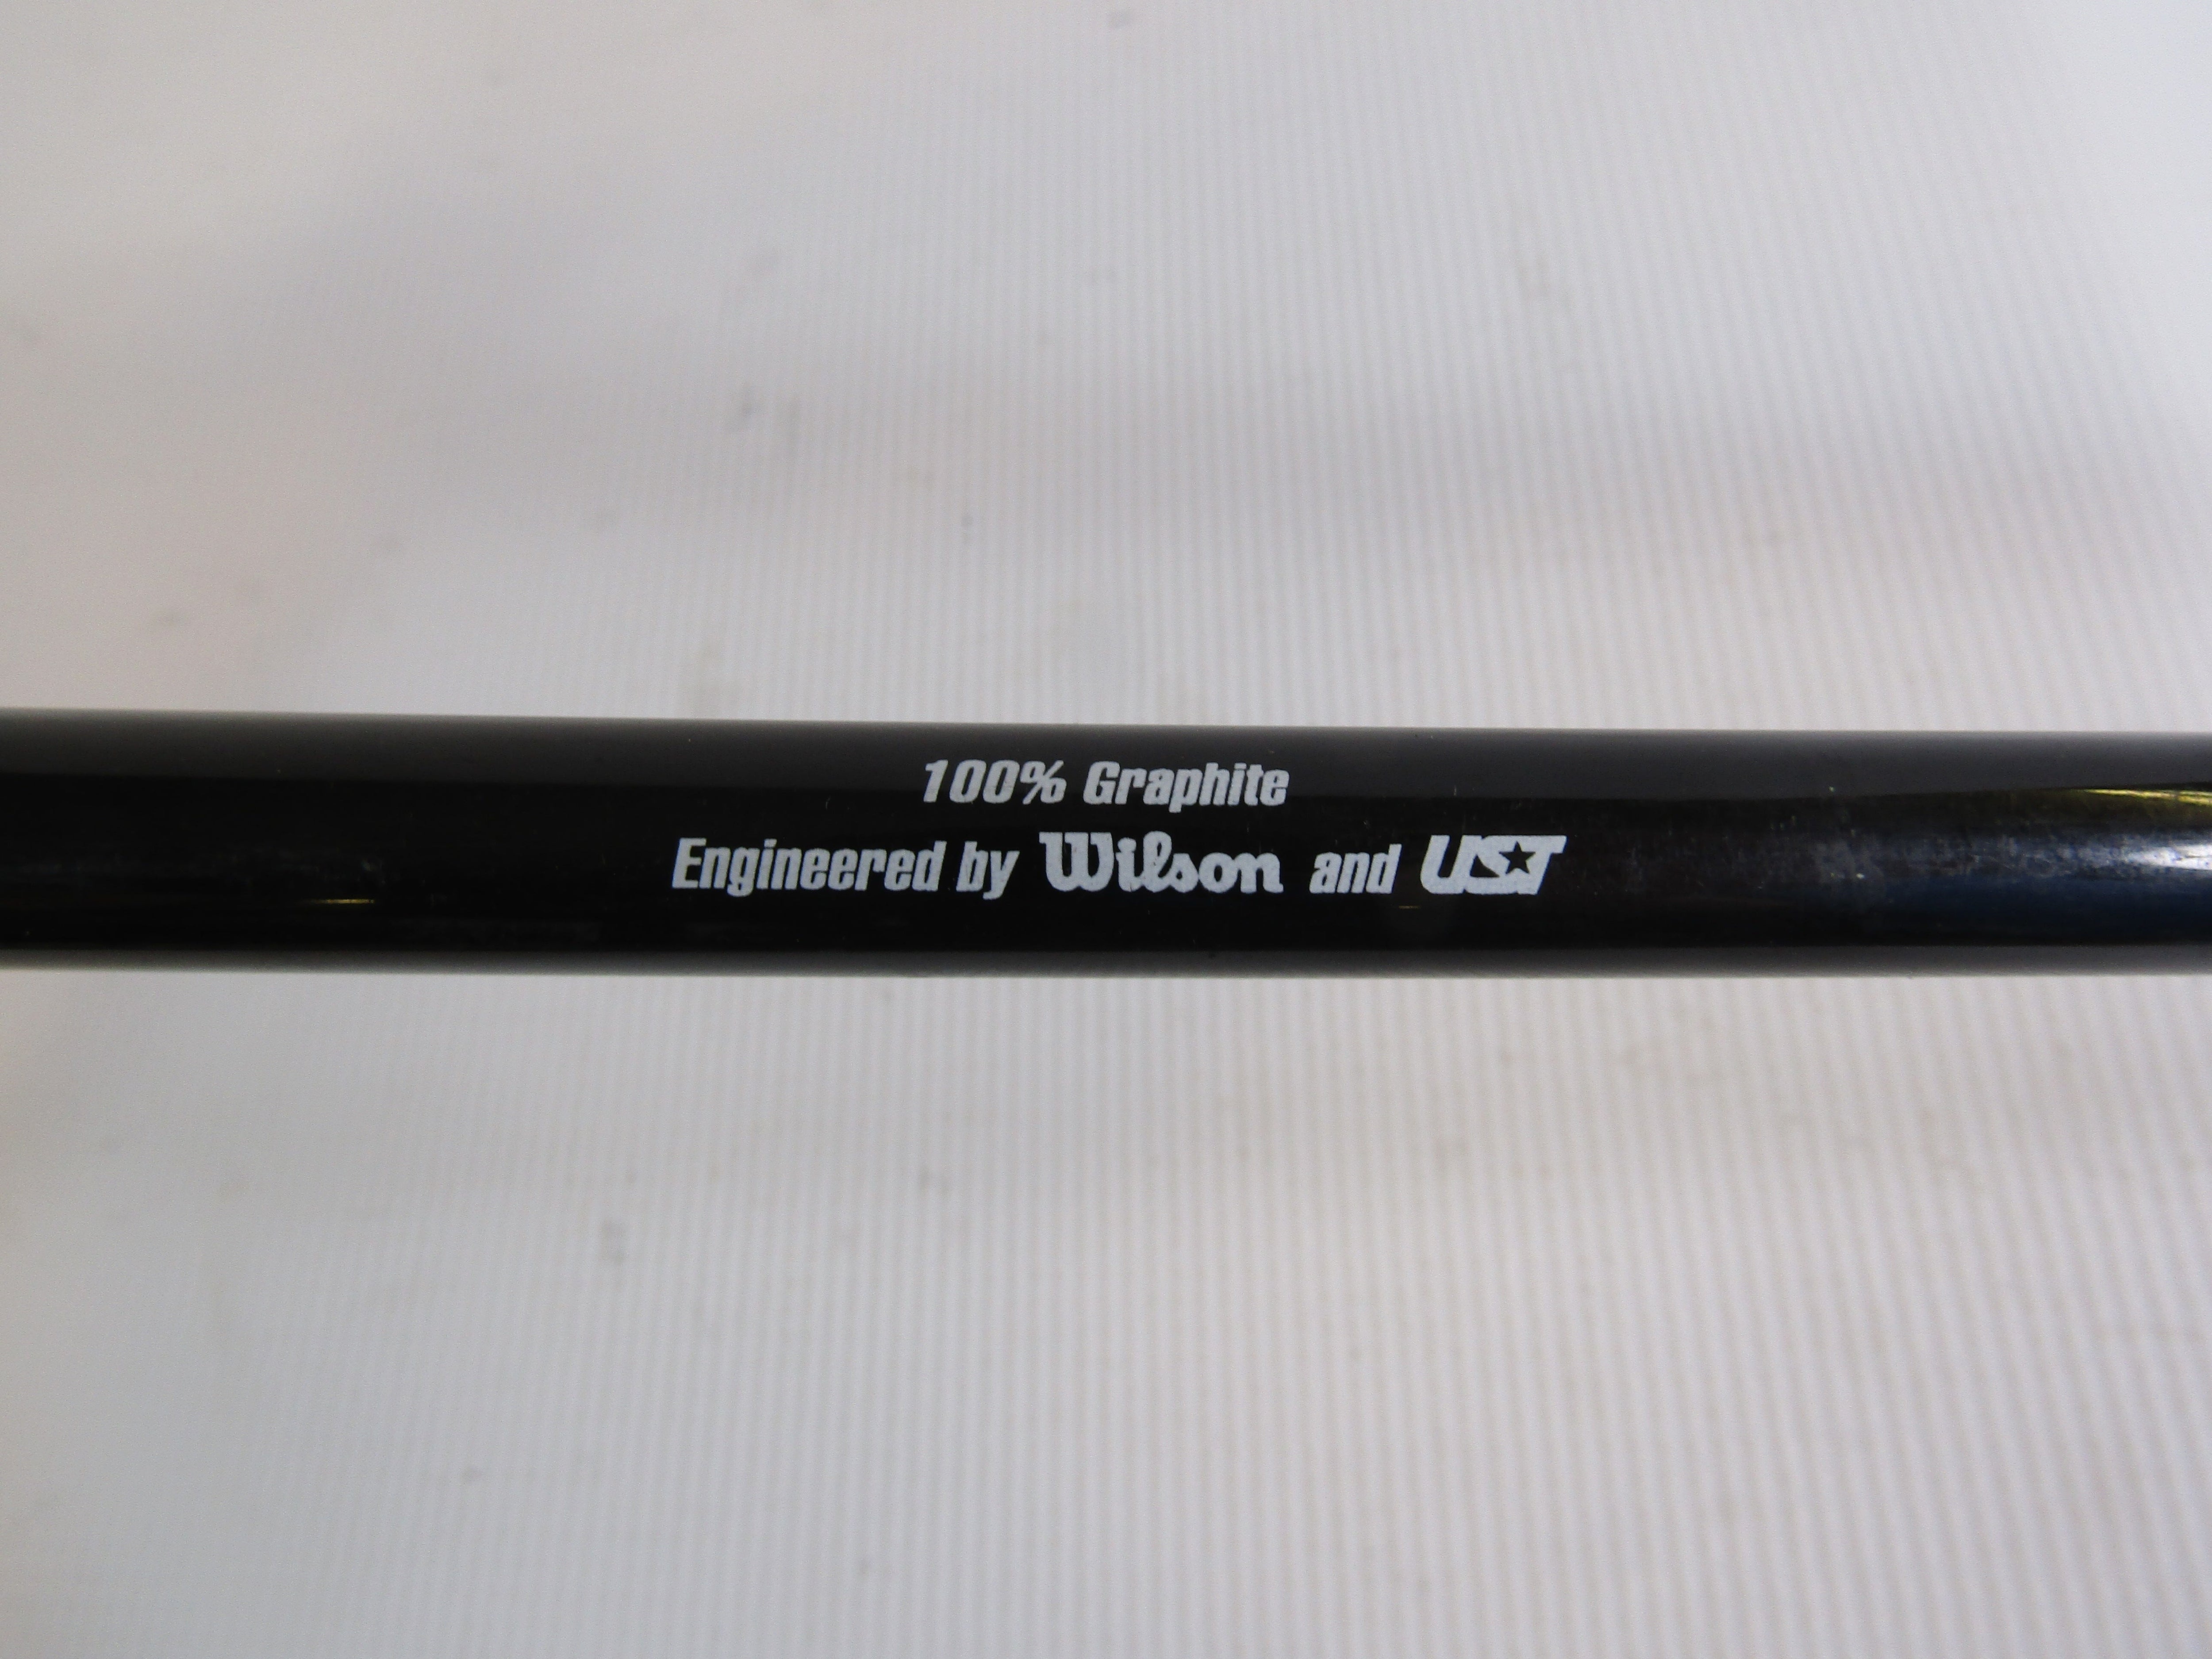 100% Graphite
Engineered by Wilson and UST